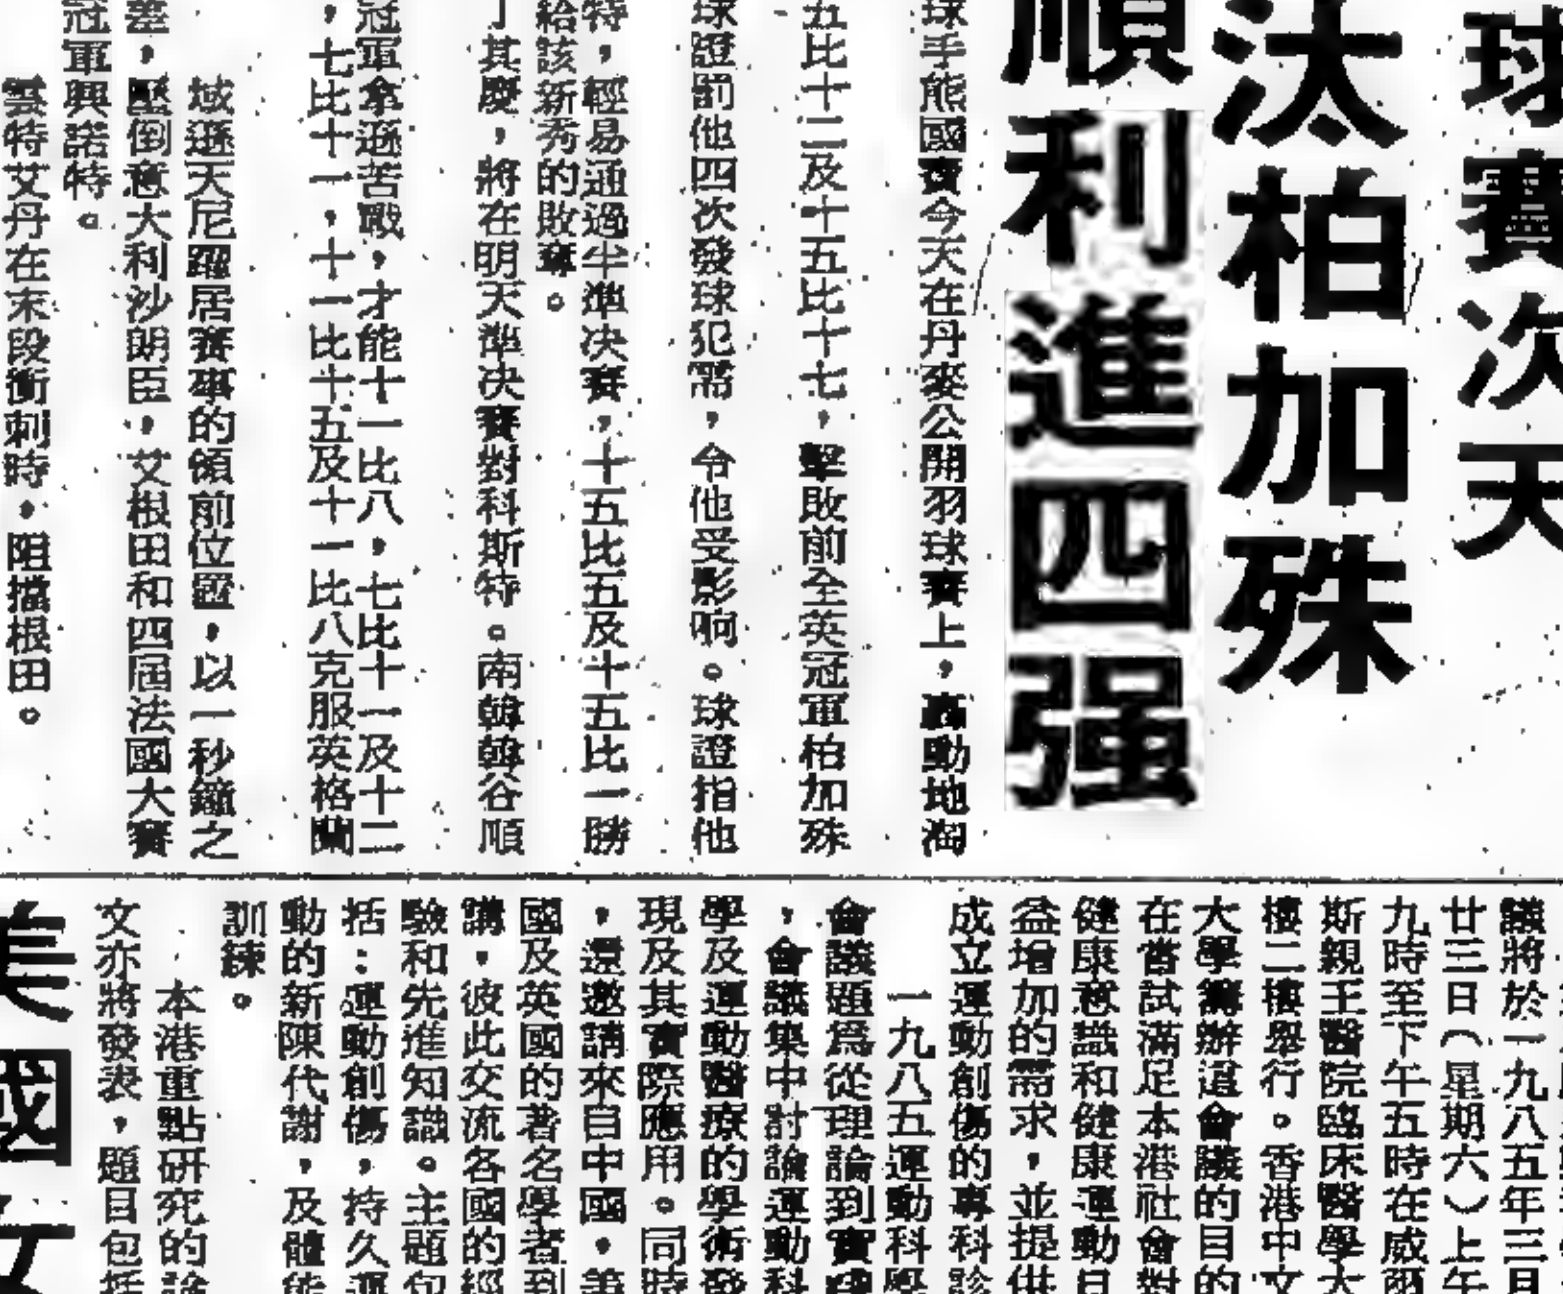 球賽次天
汰柏加殊
順利進四强
球手熊國寶今天在丹麥公開羽球賽上，轟動地淘
五比十二及十五比十七，擊敗前全英冠軍柏加殊
球證罰他四次發球犯
，令他受影响。球證指他
特，輕易通過半準決賽，十五比五及十五比一勝
給該新秀的敗
。
了其慶，將在明天準決賽對科斯特。南韓韓谷順
冠軍拿遜苦戰，才能十一比八，七比十一及十二
，七比十一，十一比十五及十一比八克服英格蘭
域遜天尼躍居賽事的領前位置，以一秒鐘之
差，壓倒意大利沙朗臣，艾根田和四屆法國大賽
冠軍興諾特。
雲特艾丹在末段衝刺時，阻擋根田。
議將於一九八五年三月
廿三日（星期六）上午
九時至下午五時在威爾
斯親王醫院臨床醫學大
樓二樓舉行。香港中文
大學籌辦這會議的目的
在嘗試滿足本港社會對
健康意識和健康運動日
益增加的需求，並提供
成立運動創傷的專科診
一九八五運動科學
會議題爲從理論到實
，會議集中討論運動科
學及運動醫療的學術發
現及其實際應用。同時
，還邀請來自中國，美
國及英國的著名學者到
講，彼此交流各國的經
驗和先進知識。主題包
括：運動創傷，持久運
動的新陳代謝，及體能
訓練。
本港重點研究的論
文亦將發表，題目包括
美國女